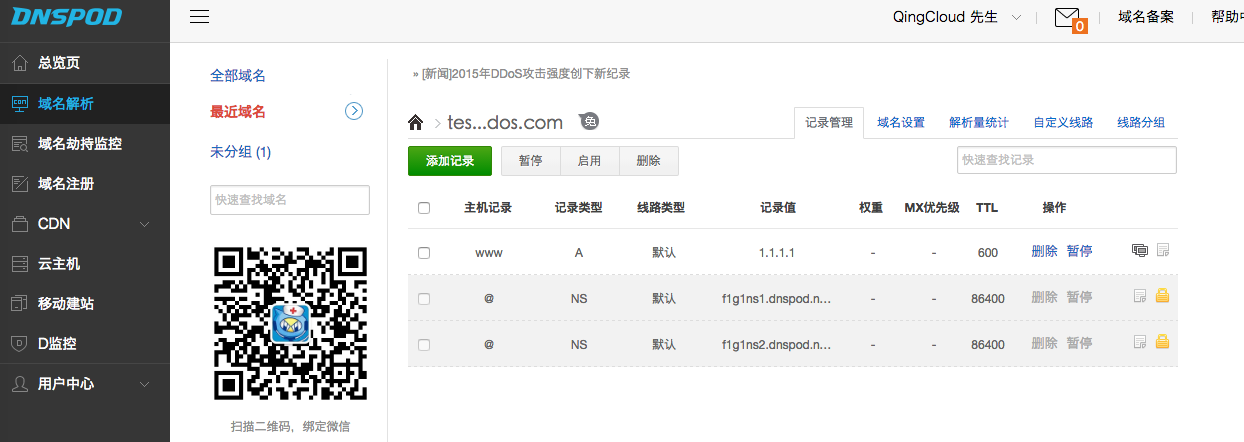 DNSPOD
QingCloud 先生
0
域名备案
帮助中
总览页
域名解析
域名劫持监控
域名注册
CDN
云主机
移动建站
D监控
用户中心
全部域名
最近域名
未分组 (1)
快速查找域名
扫描二维码，绑定微信
» [新闻]2015年DDoS攻击强度创下新纪录
tes...dos.com 免
记录管理 域名设置 解析量统计 自定义线路 线路分组
添加记录 暂停 启用 删除 快速查找记录
主机记录 记录类型 线路类型 记录值 权重 MX优先级 TTL 操作
www A 默认 1.1.1.1 - - 600 删除 暂停
@ NS 默认 f1g1ns1.dnspod.n... - - 86400 删除 暂停
@ NS 默认 f1g1ns2.dnspod.n... - - 86400 删除 暂停